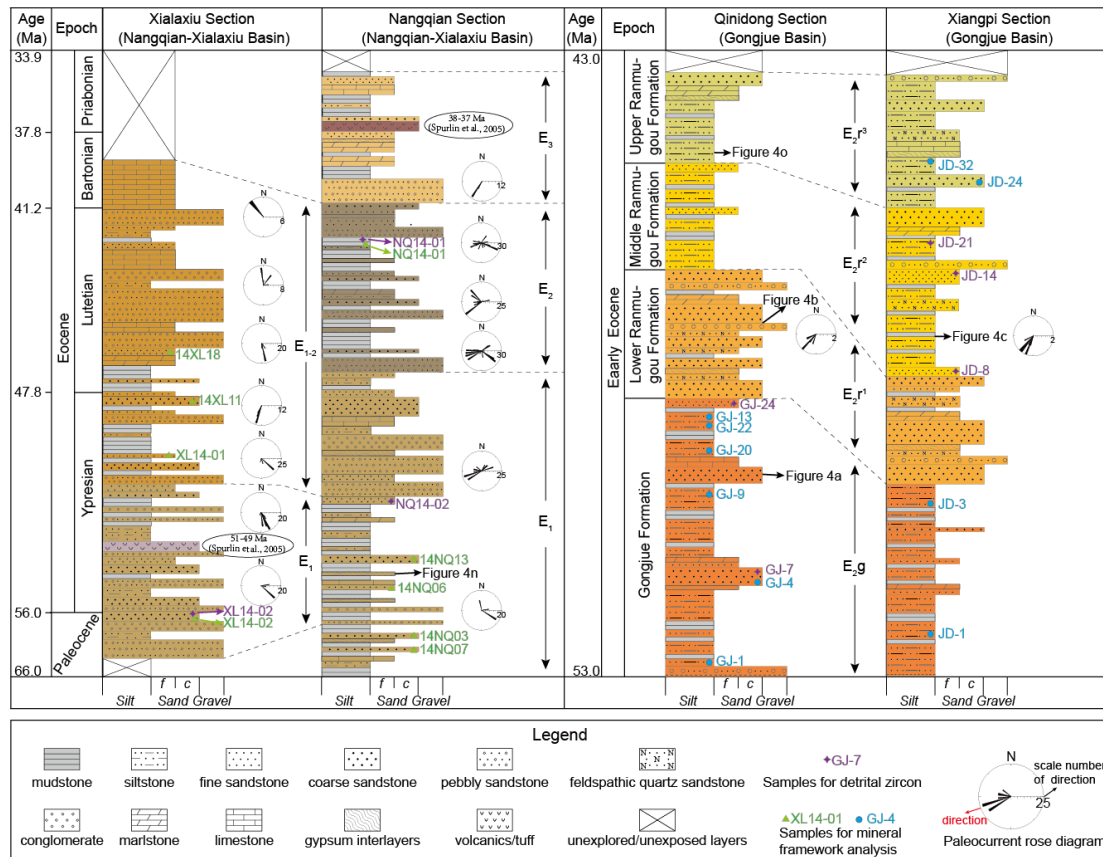 Age
(Ma)
Epoch
Xialaxiu Section
(Nangqian-Xialaxiu Basin)
Nangqian Section
(Nangqian-Xialaxiu Basin)
Age
(Ma)
Epoch
Qinidong Section
(Gongjue Basin)
Xiangpi Section
(Gongjue Basin)
33.9
37.8
41.2
47.8
56.0
66.0
Eocene
Paleocene
Priabonian
Bartonian
Lutetian
Ypresian
14XL18
14XL11
XL14-01
51-49 Ma
(Spurlin et al., 2005)
XL14-02
XL14-02
N
6
N
8
N
20
N
12
N
25
N
20
N
20
E1-2
E1
38-37 Ma
(Spurlin et al., 2005)
NQ14-01
NQ14-01
NQ14-02
14NQ13
Figure 4n
14NQ06
14NQ03
14NQ07
N
12
N
30
N
25
N
30
N
25
N
20
E3
E2
E1
43.0
53.0
Eaarly Eocene
Upper Ranmu-
gou Formation
Middle Ranmu-
gou Formation
Lower Ranmu-
gou Formation
Gongjue Formation
Figure 4o
Figure 4b
N
2
GJ-24
GJ-13
GJ-22
GJ-20
Figure 4a
GJ-9
GJ-7
GJ-4
GJ-1
E2r3
E2r2
E2r1
E2g
JD-32
JD-24
JD-21
JD-14
Figure 4c
N
2
JD-8
JD-3
JD-1
f c
Silt Sand Gravel
f c
Silt Sand Gravel
f c
Silt Sand Gravel
f c
Silt Sand Gravel
Legend
mudstone
siltstone
fine sandstone
coarse sandstone
pebbly sandstone
N N
N
N N
feldspathic quartz sandstone
GJ-7
Samples for detrital zircon
conglomerate
marlstone
limestone
gypsum interlayers
volcanics/tuff
unexplored/unexposed layers
XL14-01 GJ-4
Samples for mineral
framework analysis
N
scale number
of direction
25
direction
Paleocurrent rose diagram